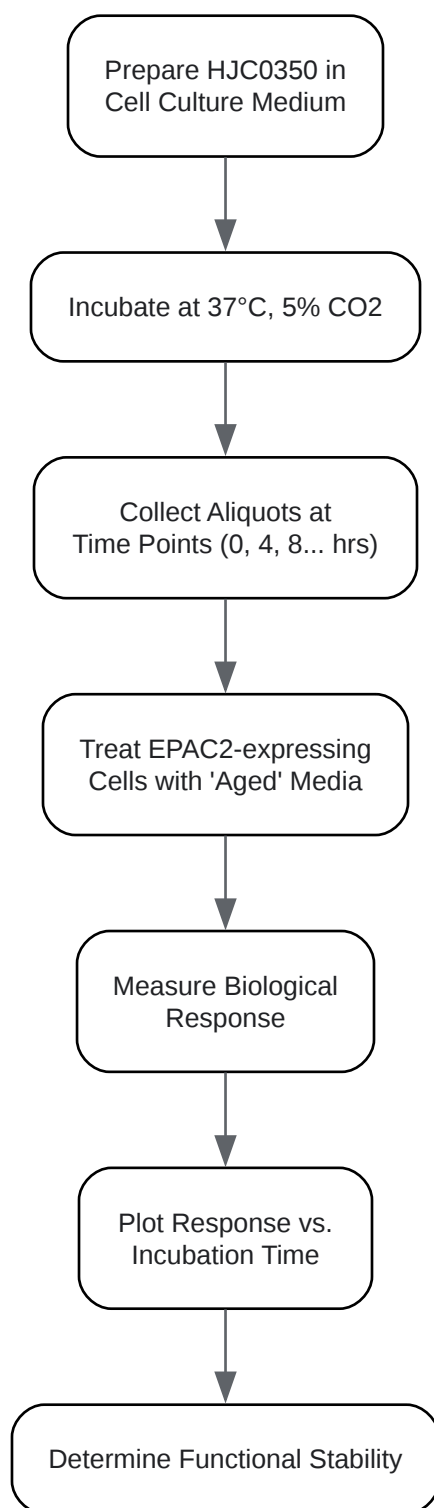 Prepare HJC0350 in
Cell Culture Medium
Incubate at 37°C, 5% CO2
Collect Aliquots at
Time Points (0, 4, 8... hrs)
Treat EPAC2-expressing
Cells with 'Aged' Media
Measure Biological
Response
Plot Response vs.
Incubation Time
Determine Functional Stability